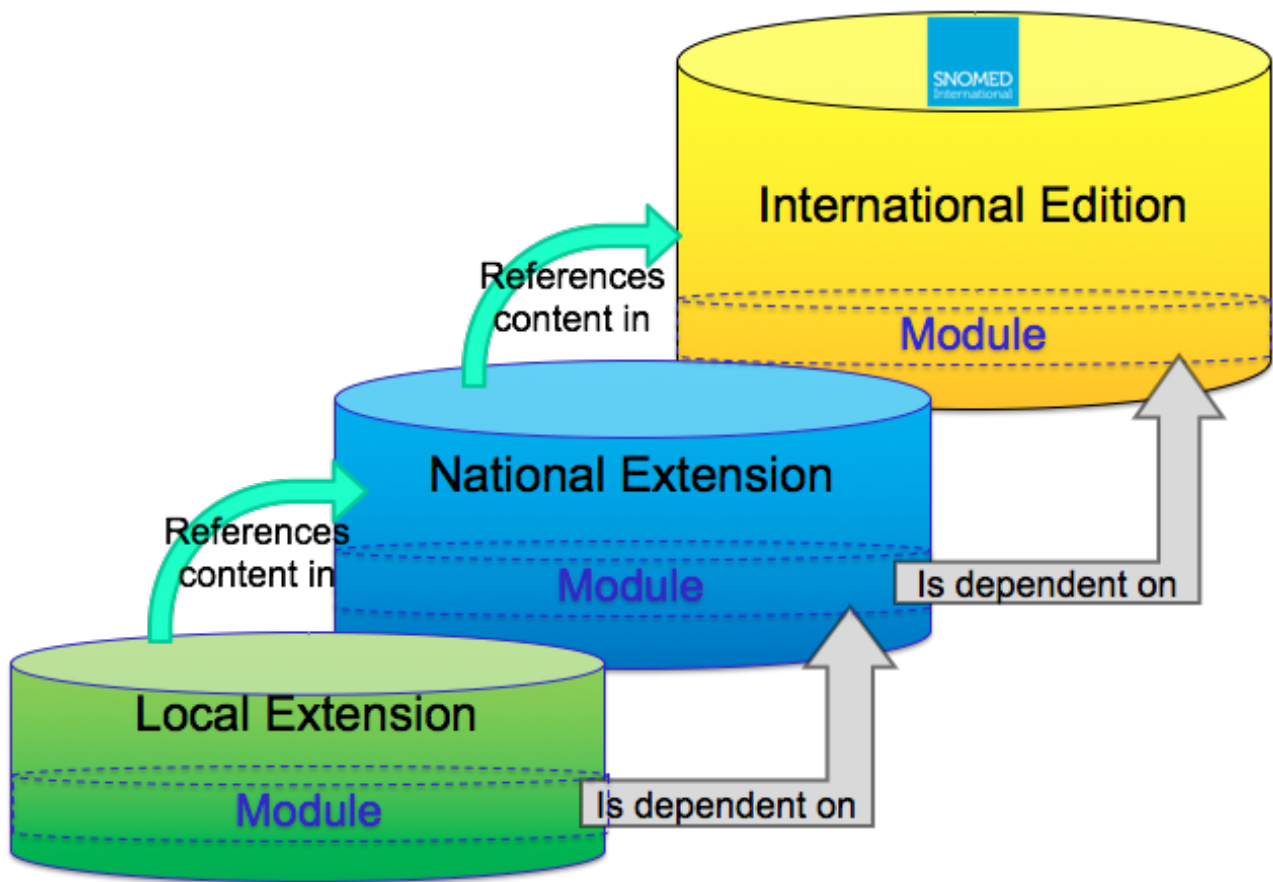 SNOMED
International
International Edition
References
content in
Module
National Extension
References
content in
Module
Is dependent on
Local Extension
Module
Is dependent on